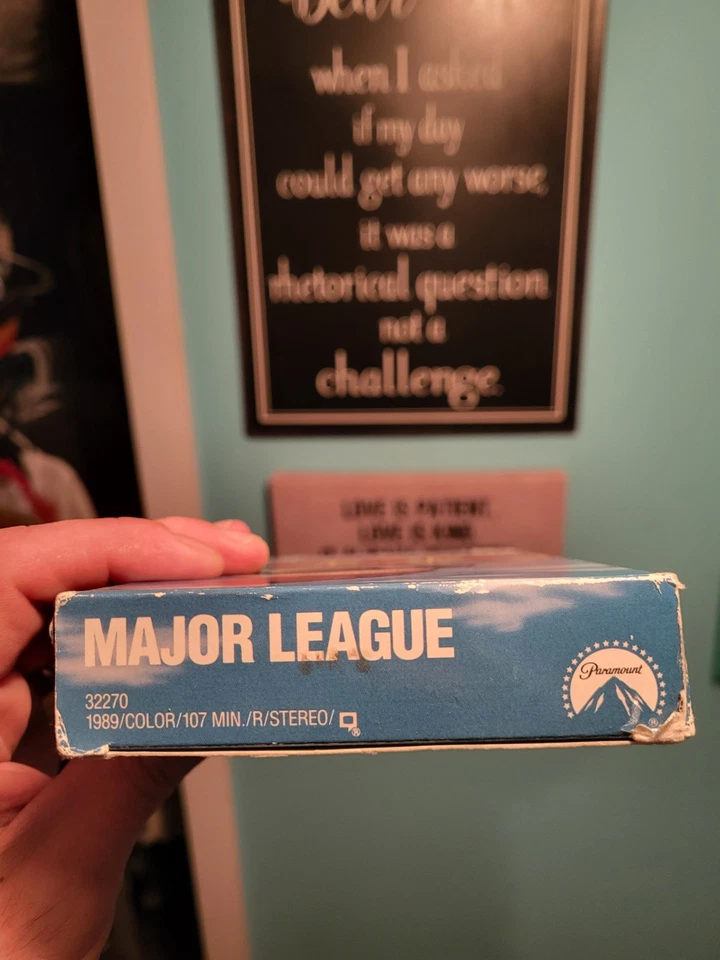 Dear
when I asked
if my day
could get any worse,
it was a
rhetorical question
not a
challenge.
LOVE IS PATIENT,
LOVE IS KIND
MAJOR LEAGUE
Paramount
®
32270
1989/COLOR/107 MIN./R/STEREO/
®